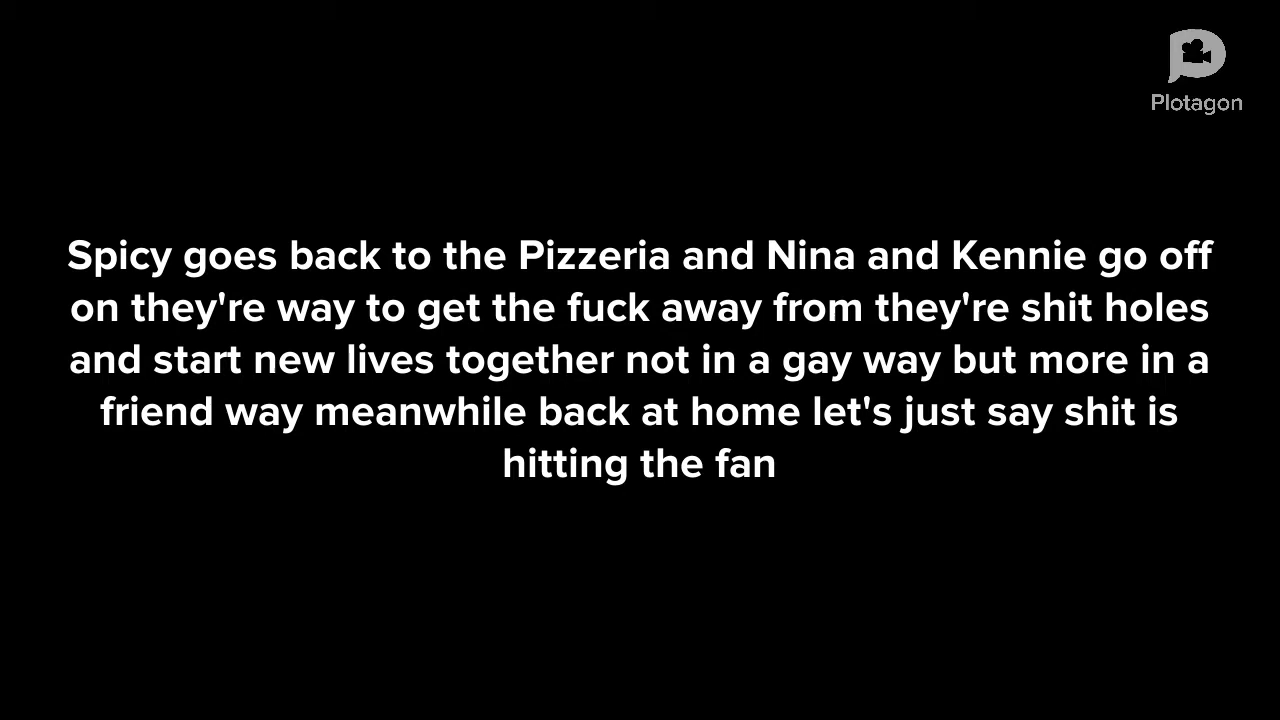 Plotagon
Spicy goes back to the Pizzeria and Nina and Kennie go off
on they're way to get the fuck away from they're shit holes
and start new lives together not in a gay way but more in a
friend way meanwhile back at home let's just say shit is
hitting the fan